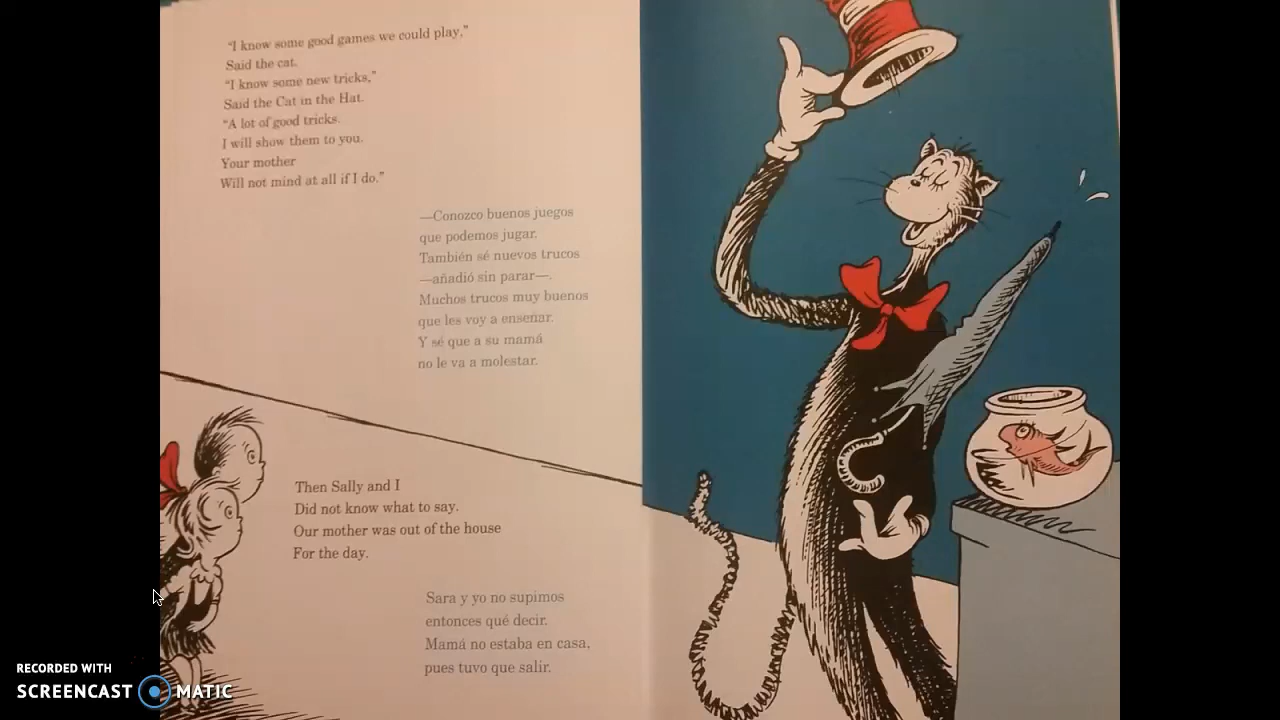 “I know some good games we could play,”
Said the cat.
“I know some new tricks,”
Said the Cat in the Hat.
“A lot of good tricks.
I will show them to you.
Your mother
Will not mind at all if I do.”
—Conozco buenos juegos
que podemos jugar.
También sé nuevos trucos
—añadió sin parar—.
Muchos trucos muy buenos
que les voy a enseñar.
Y sé que a su mamá
no le va a molestar.
Then Sally and I
Did not know what to say.
Our mother was out of the house
For the day.
Sara y yo no supimos
entonces qué decir.
Mamá no estaba en casa,
pues tuvo que salir.
RECORDED WITH
SCREENCAST MATIC